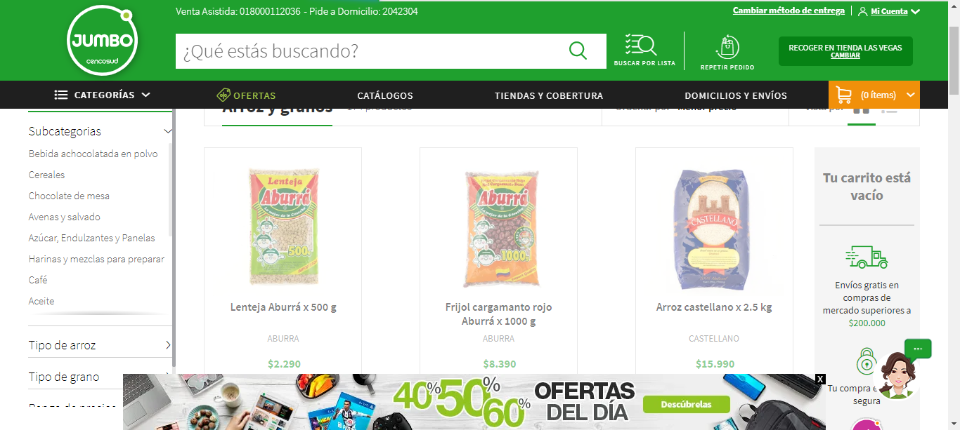 Venta Asistida: 018000112036 - Pide a Domicilio: 2042304
Cambiar método de entrega
Mi Cuenta
JUMBO
cencosud
¿Qué estás buscando?
BUSCAR POR LISTA
REPETIR PEDIDO
RECOGER EN TIENDA LAS VEGAS
CAMBIAR
CATEGORÍAS
OFERTAS
CATÁLOGOS
TIENDAS Y COBERTURA
DOMICILIOS Y ENVÍOS
(0 ítems)
Arroz y granos
Subcategorias
Bebida achocolatada en polvo
Cereales
Chocolate de mesa
Avenas y salvado
Azúcar, Endulzantes y Panelas
Harinas y mezclas para preparar
Café
Aceite
Tipo de arroz
Tipo de grano
Lenteja
Aburrá
500
Lenteja Aburrá x 500 g
ABURRA
$2.290
Aburrá
1000
Frijol cargamanto rojo
Aburrá x 1000 g
ABURRA
$8.390
CASTELLANO
Arroz castellano x 2.5 kg
CASTELLANO
$15.990
Tu carrito está
vacío
Envíos gratis en
compras de
mercado superiores a
$200.000
Tu compra
segura
40% 50% 60%
OFERTAS
DEL DÍA
Descúbrelas
X